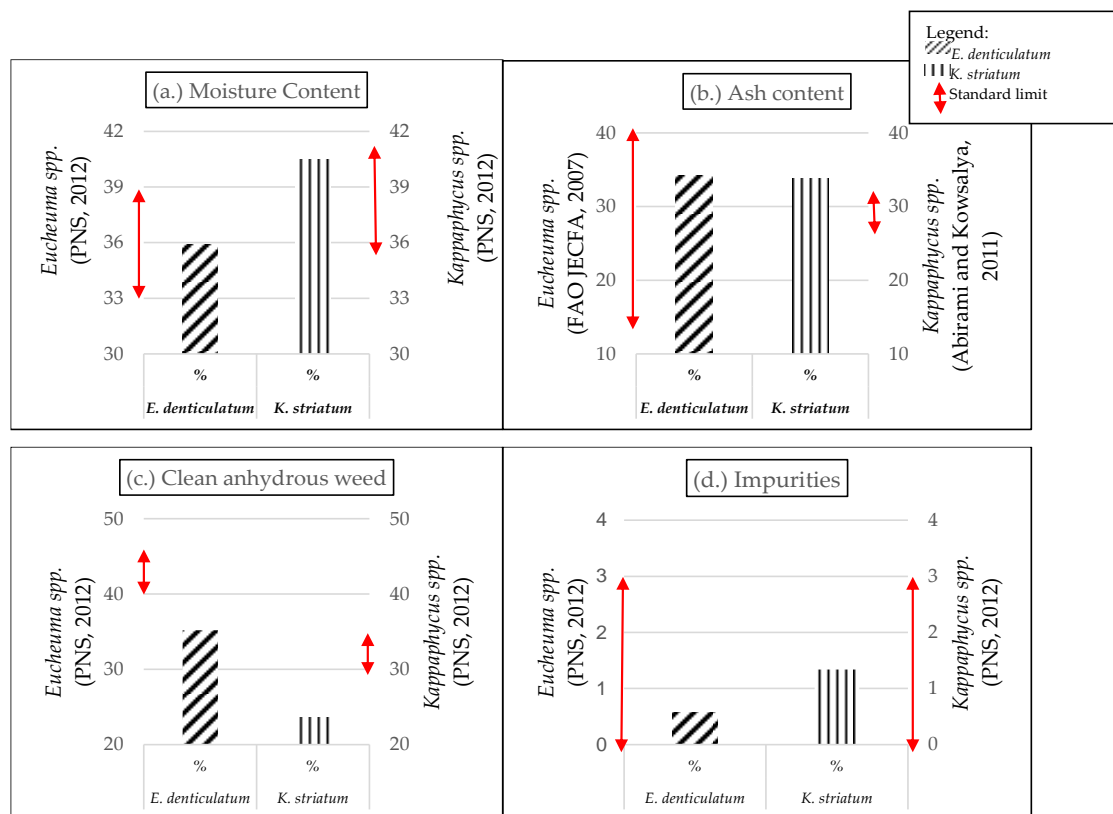 Legend:
E. denticulatum
K. striatum
Standard limit
(a.) Moisture Content
42
39
36
33
30
42
39
36
33
30
Eucheuma spp.
(PNS, 2012)
Kappaphycus spp.
(PNS, 2012)
%
%
E. denticulatum
K. striatum
(b.) Ash content
40
30
20
10
40
30
20
10
Eucheuma spp.
(FAO JECFA, 2007)
Kappaphycus spp.
(Abirami and Kowsalya,
2011)
%
%
E. denticulatum
K. striatum
(c.) Clean anhydrous weed
50
40
30
20
50
40
30
20
Eucheuma spp.
(PNS, 2012)
Kappaphycus spp.
(PNS, 2012)
%
%
E. denticulatum
K. striatum
(d.) Impurities
4
3
2
1
0
4
3
2
1
0
Eucheuma spp.
(PNS, 2012)
Kappaphycus spp.
(PNS, 2012)
%
%
E. denticulatum
K. striatum